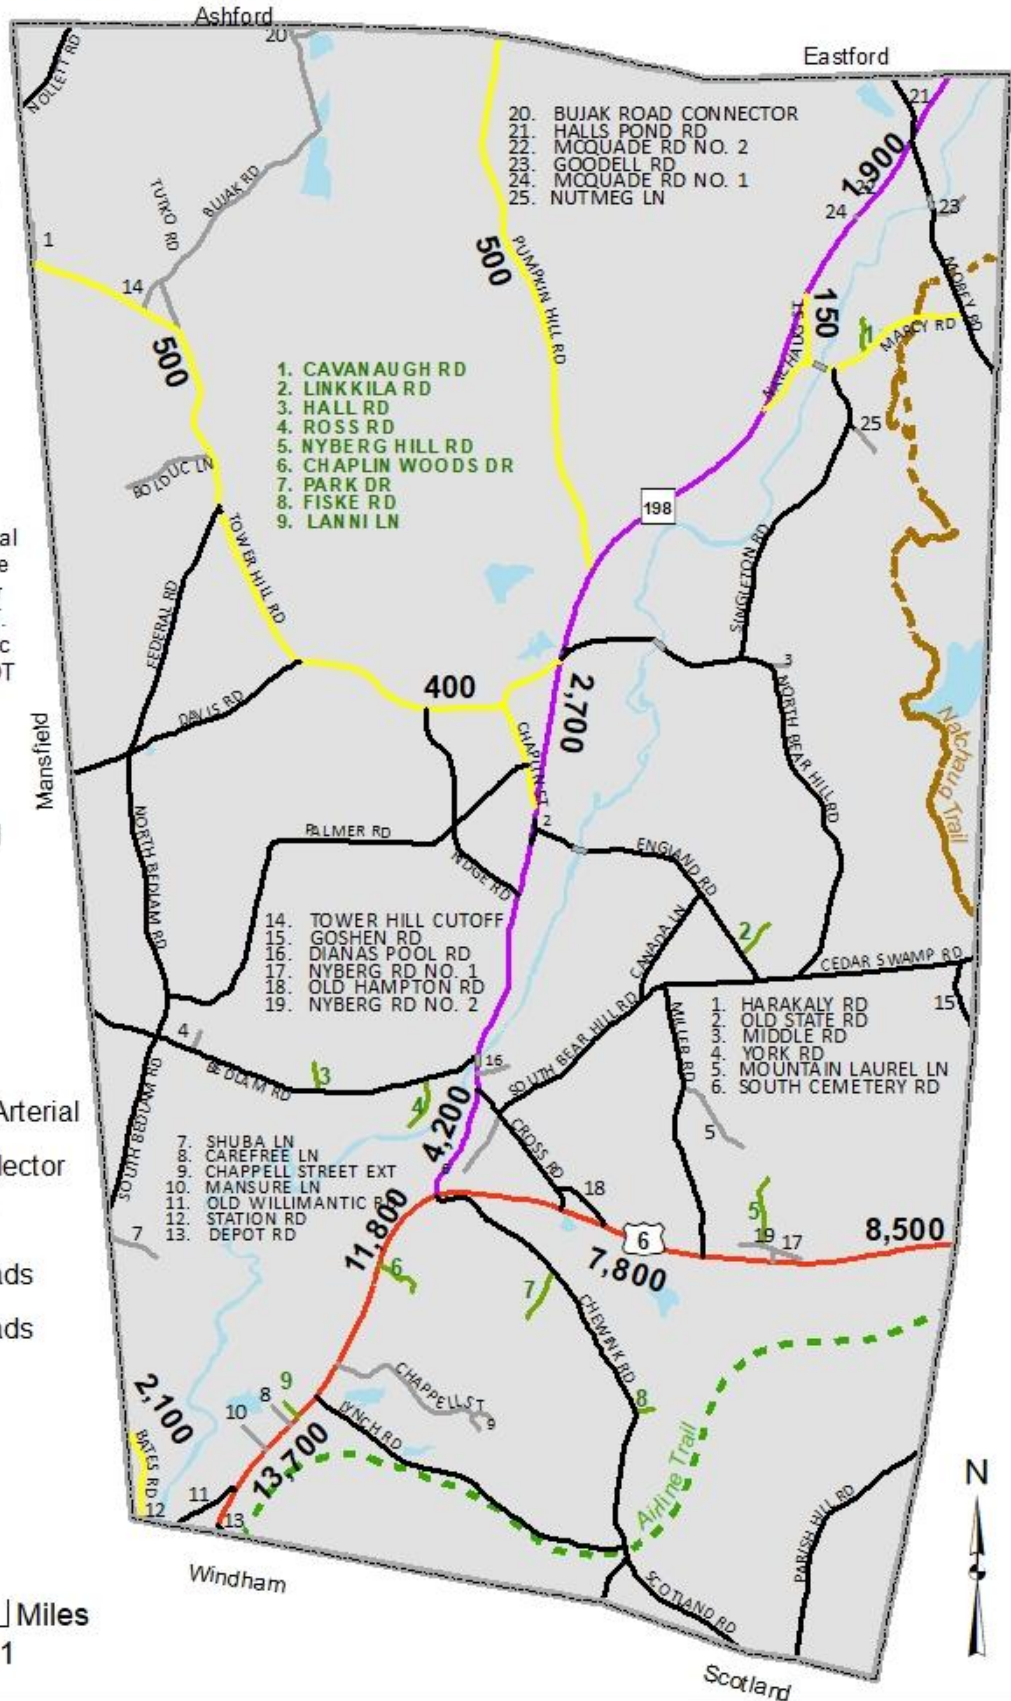 Ashford
Eastford
20
NOLLETT RD
21
20. BUJAK ROAD CONNECTOR
21. HALLS POND RD
22. MCQUADE RD NO. 2
23. GOODELL RD
24. MCQUADE RD NO. 1
25. NUTMEG LN
1,900
22
24
23
TUTKO RD
BUJAK RD
1
14
500
PUMPKIN HILL RD
MOREY RD
15
150
NATCHAUG
1
MARCY RD
500
1. CAVANAUGH RD
2. LINKKILA RD
3. HALL RD
4. ROSS RD
5. NYBERG HILL RD
6. CHAPLIN WOODS DR
7. PARK DR
8. FISKE RD
9. LANNI LN
25
BOLDUC LN
198
TOWER HILL RD
SINGLETON RD
al
e
c
OT
FEDERAL RD
3
400
DAVIS RD
2,700
NORTH BEAR HILL RD
Natchaug Trail
Mansfield
CHAPLIN ST
2
NORTH BEDLAM RD
PALMER RD
RIDGE RD
ENGLAND RD
14. TOWER HILL CUTOFF
15. GOSHEN RD
16. DIANAS POOL RD
17. NYBERG RD NO. 1
18. OLD HAMPTON RD
19. NYBERG RD NO. 2
CANADA LN
2
CEDAR SWAMP RD
15
1. HARAKALY RD
2. OLD STATE RD
3. MIDDLE RD
4. YORK RD
5. MOUNTAIN LAUREL LN
6. SOUTH CEMETERY RD
4
16
SOUTH BEAR HILL RD
MILLER RD
BEDLAM RD
3
4
SOUTH BEDLAM RD
4,200
CROSS RD
5
Arterial
lector
7. SHUBA LN
8. CAREFREE LN
9. CHAPPELL STREET EXT
10. MANSURE LN
11. OLD WILLIMANTIC RD
12. STATION RD
13. DEPOT RD
6
18
5
7
11,800
6
19
17
8,500
7,800
ads
6
7
CHEWINK RD
ads
2,100
9
8
10
CHAPPELL ST
9
8
LYNCH RD
13,700
BATES RD
11
12
13
Airline Trail
PARISH HILL RD
N
Windham
SCOTLAND RD
Miles
1
Scotland